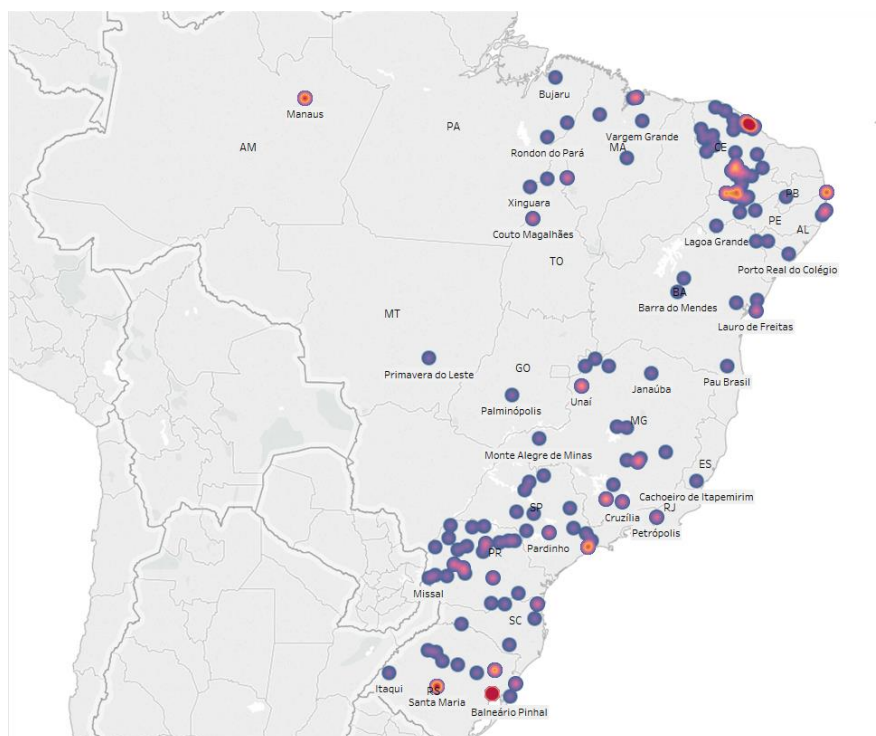 Bujaru
Manaus
PA
Vargem Grande
AM
Rondon do Pará
MA
CE
Xinguara
PB
Couto Magalhães
PE
AL
Lagoa Grande
TO
Porto Real do Colégio
BA
Barra do Mendes
MT
Lauro de Freitas
GO
Primavera do Leste
Janaúba
Pau Brasil
Unaí
Palminópolis
MG
Monte Alegre de Minas
ES
Cachoeiro de Itapemirim
SP
Cruzília
RJ
Pardinho
Petrópolis
PR
Missal
SC
Itaqui
RS
Santa Maria
Balneário Pinhal